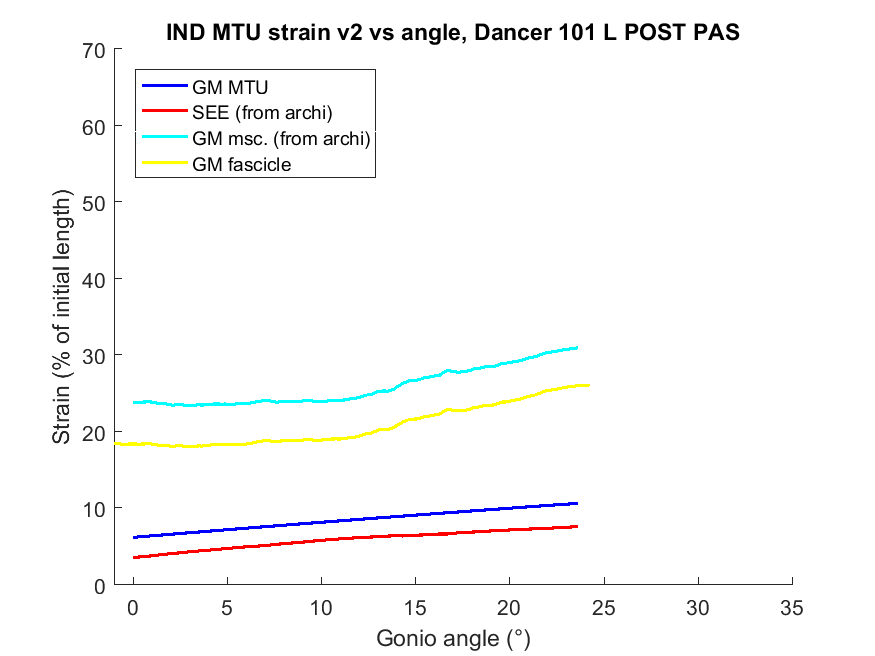 IND MTU strain v2 vs angle, Dancer 101 L POST PAS
70
60
50
40
30
20
10
0
Strain (% of initial length)
GM MTU
SEE (from archi)
GM msc. (from archi)
GM fascicle
0 5 10 15 20 25 30 35
Gonio angle (°)